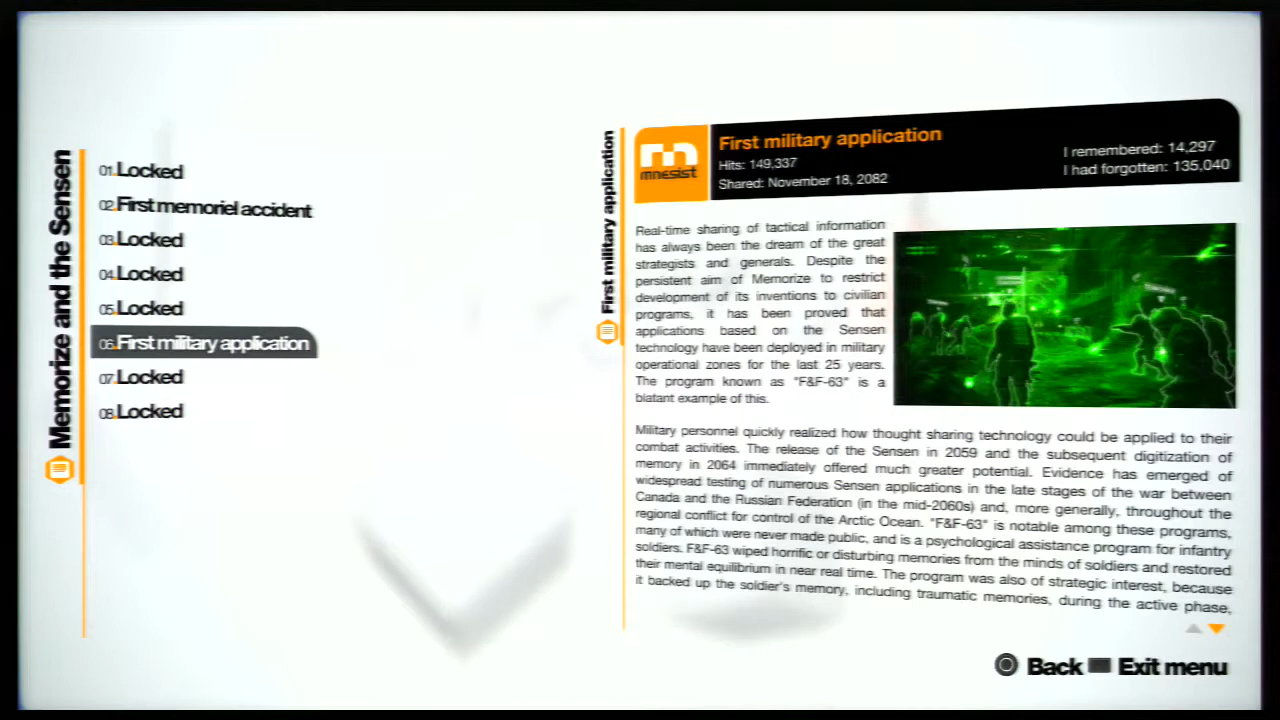 Memorize and the Sensen
01.Locked
02.First memoriel accident
03.Locked
04.Locked
05.Locked
06.First military application
07.Locked
08.Locked
First military application
mnesist
First military application
Hits: 149,337
Shared: November 18, 2082
I remembered: 14,297
I had forgotten: 135,040
Real-time sharing of tactical information
has always been the dream of the great
strategists and generals. Despite the
persistent aim of Memorize to restrict
development of its inventions to civilian
programs, it has been proved that
applications based on the Sensen
technology have been deployed in military
operational zones for the last 25 years.
The program known as "F&F-63" is a
blatant example of this.
Military personnel quickly realized how thought sharing technology could be applied to their
combat activities. The release of the Sensen in 2059 and the subsequent digitization of
memory in 2064 immediately offered much greater potential. Evidence has emerged of
widespread testing of numerous Sensen applications in the late stages of the war between
Canada and the Russian Federation (in the mid-2060s) and, more generally, throughout the
regional conflict for control of the Arctic Ocean. "F&F-63" is notable among these programs,
many of which were never made public, and is a psychological assistance program for infantry
soldiers. F&F-63 wiped horrific or disturbing memories from the minds of soldiers and restored
their mental equilibrium in near real time. The program was also of strategic interest, because
it backed up the soldier's memory, including traumatic memories, during the active phase,
Back Exit menu